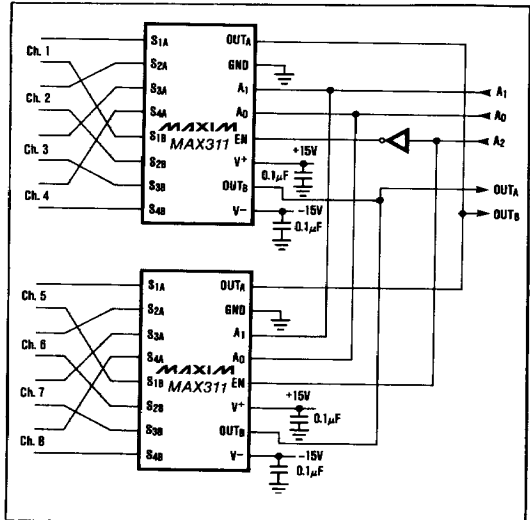 S1A OUTA
Ch. 1
S2A GND
S3A A1 A1
Ch. 2
S4A A0 A0
MAXIM
S1B EN A2
MAX311
Ch. 3
S2B V+ +15V
0.1μF
S3B OUTB OUTA
Ch. 4
S4B V− −15V OUTB
0.1μF
S1A OUTA
Ch. 5
S2A GND
S3A A1
Ch. 6
S4A A0
MAXIM
S1B EN
MAX311
Ch. 7
S2B V+ +15V
0.1μF
S3B OUTB
Ch. 8
S4B V− −15V
0.1μF